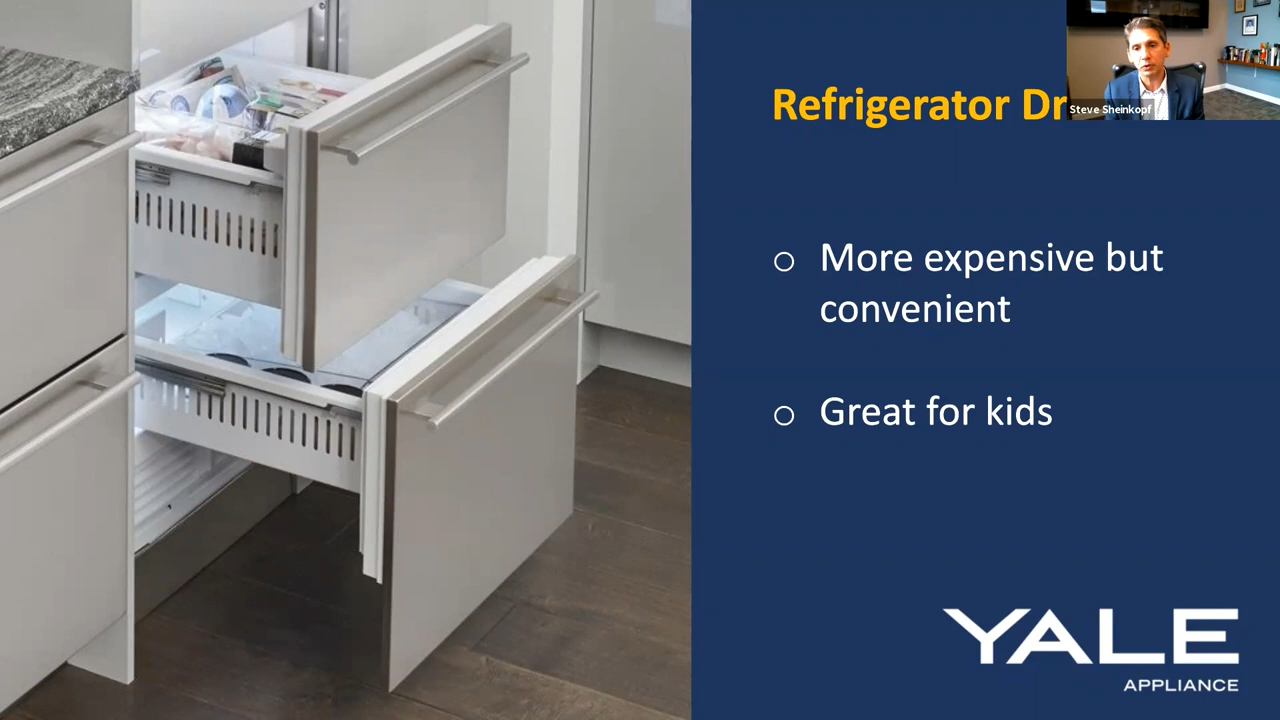 Refrigerator Dr
Steve Sheinkopf
○ More expensive but
convenient
○ Great for kids
YALE
APPLIANCE